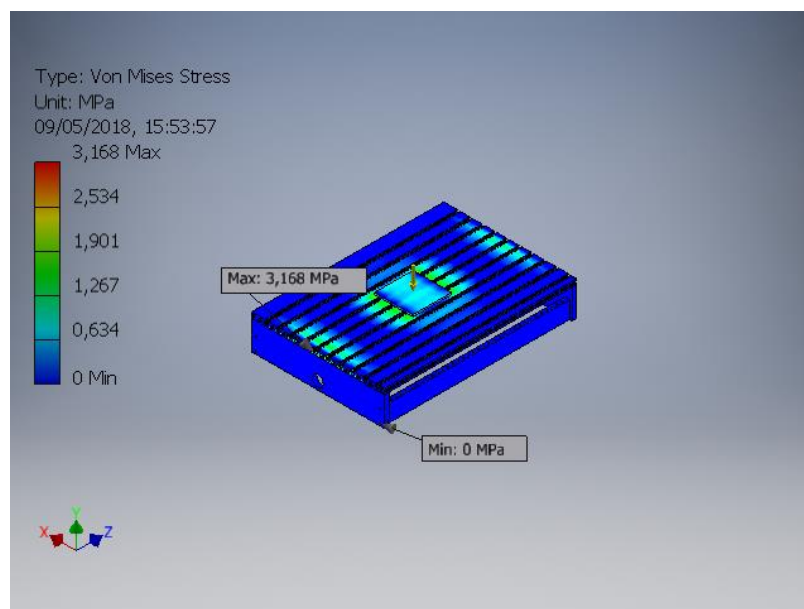 Type: Von Mises Stress
Unit: MPa
09/05/2018, 15:53:57
3,168 Max
2,534
1,901
1,267
0,634
0 Min
Max: 3,168 MPa
Min: 0 MPa
Y
X
Z